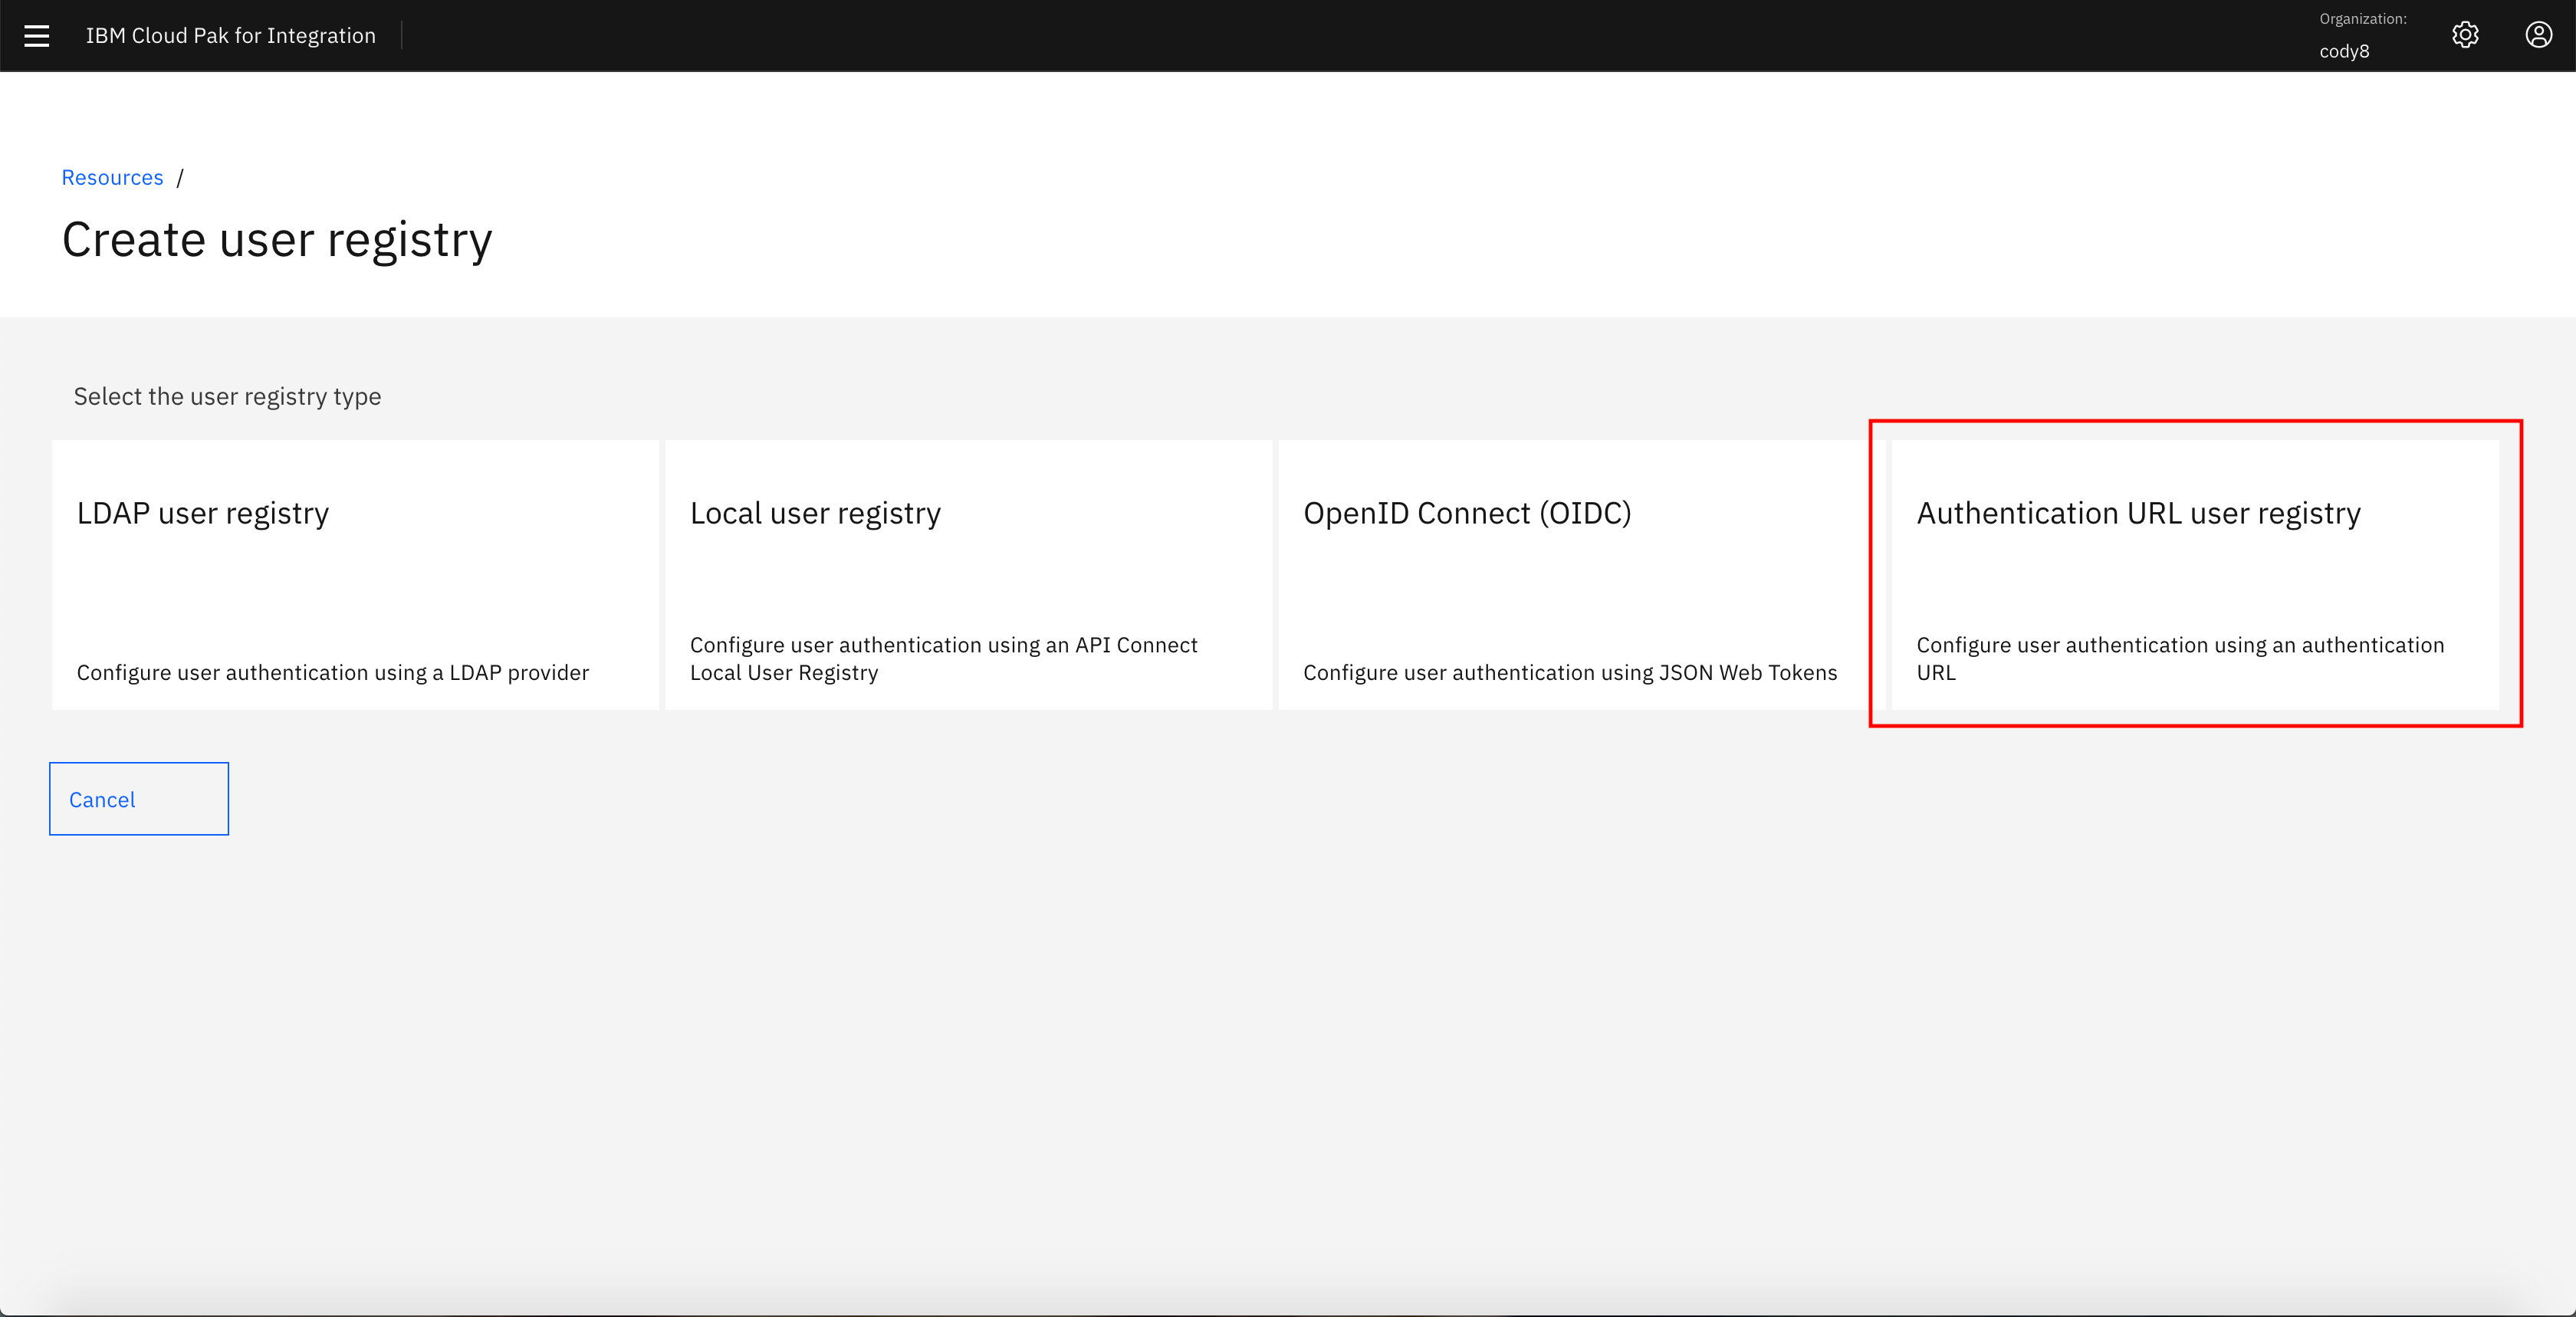 IBM Cloud Pak for Integration
Organization:
cody8
Resources /
Create user registry
Select the user registry type
LDAP user registry
Configure user authentication using a LDAP provider
Local user registry
Configure user authentication using an API Connect
Local User Registry
OpenID Connect (OIDC)
Configure user authentication using JSON Web Tokens
Authentication URL user registry
Configure user authentication using an authentication
URL
Cancel